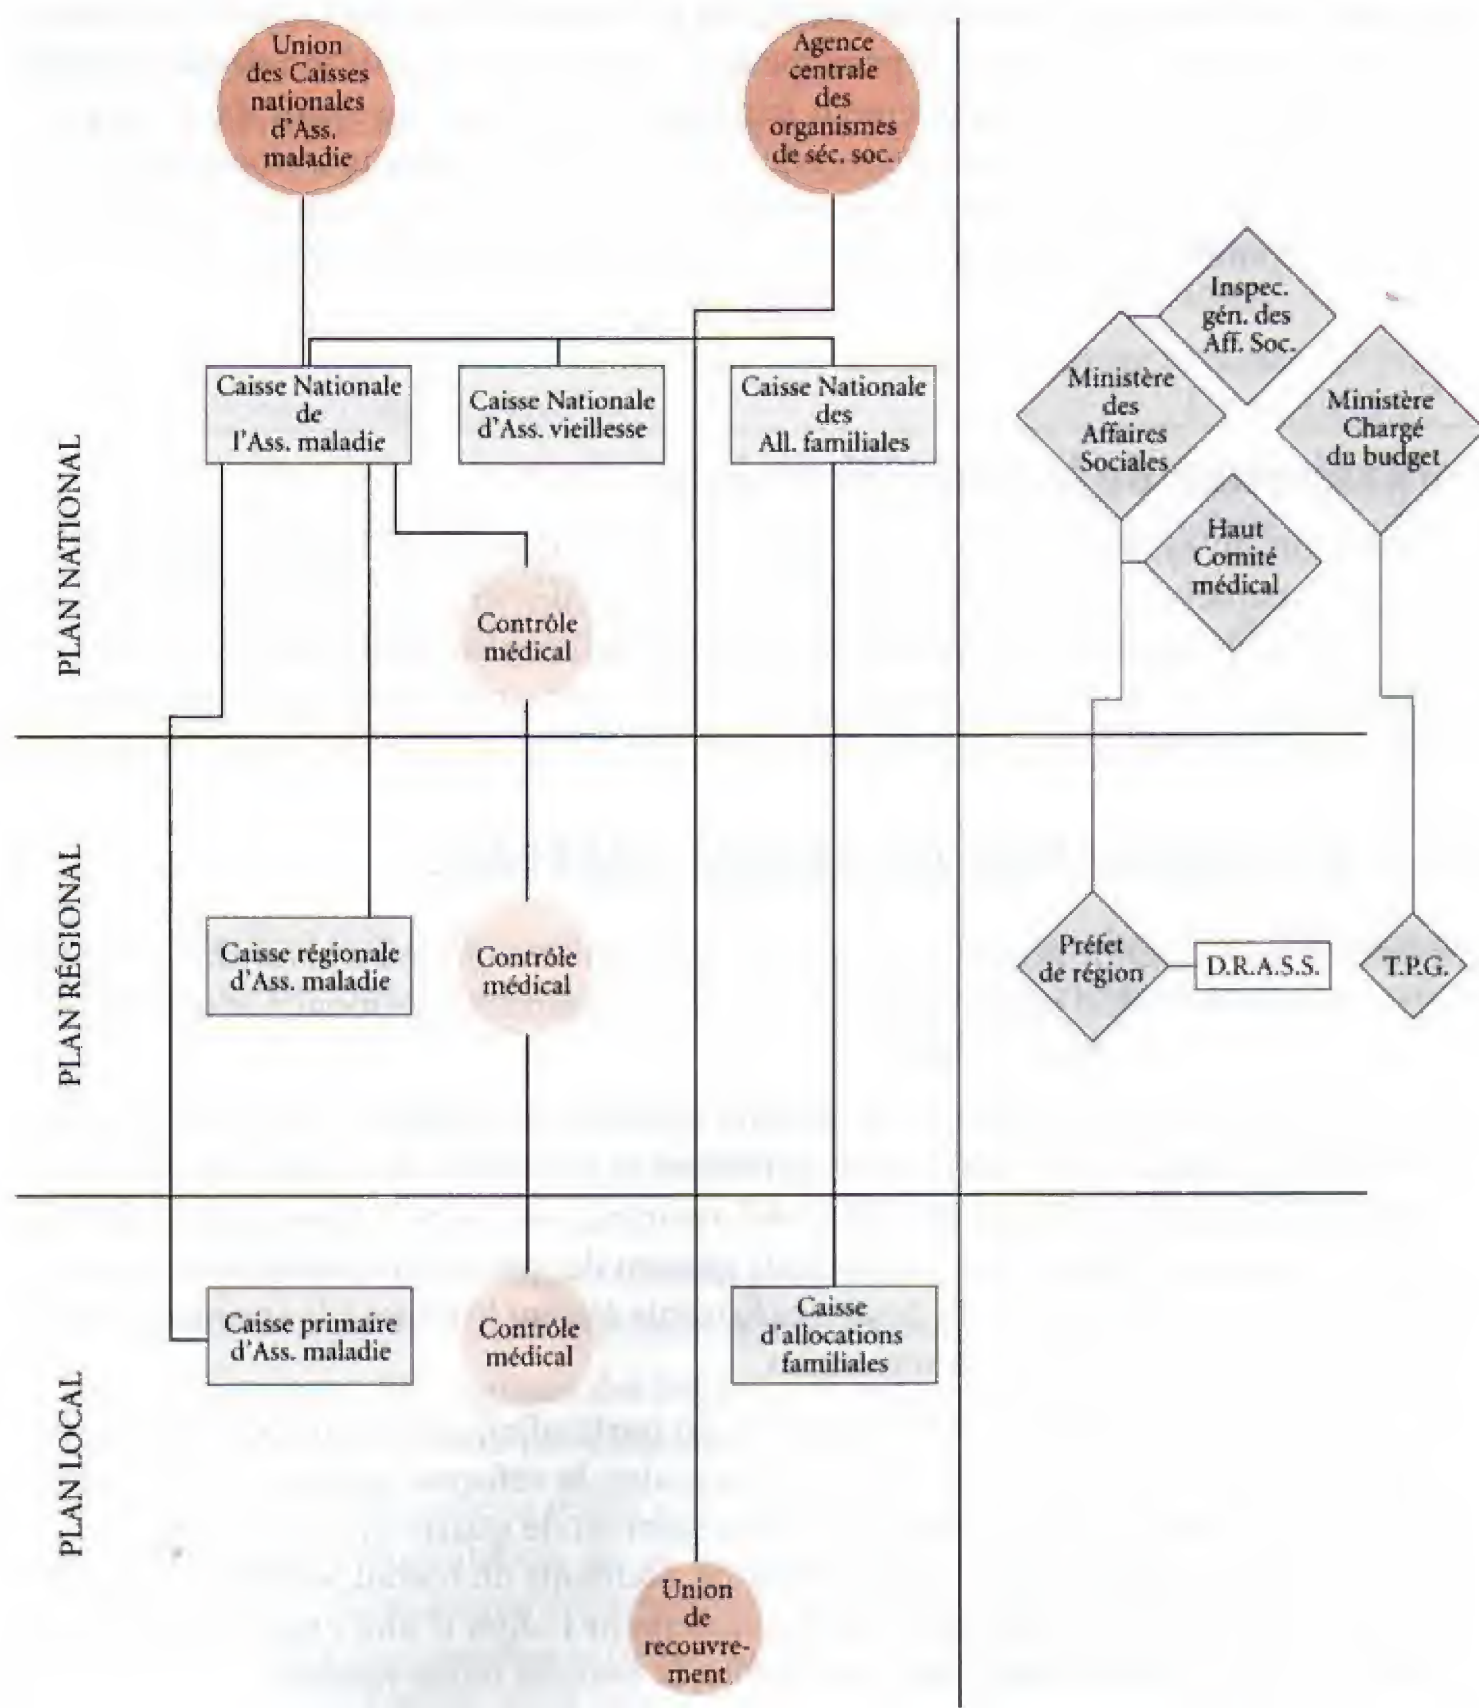 Union
des Caisses
nationales
d'Ass.
maladie
Agence
centrale
des
organismes
de séc. soc.
Inspec.
gén. des
Aff. Soc.
Ministère
des
Affaires
Sociales
Ministère
Chargé
du budget
Haut
Comité
médical
PLAN NATIONAL
Caisse Nationale
de
l'Ass. maladie
Caisse Nationale
d'Ass. vieillesse
Caisse Nationale
des
All. familiales
Contrôle
médical
PLAN RÉGIONAL
Caisse régionale
d'Ass. maladie
Contrôle
médical
Préfet
de région
D.R.A.S.S.
T.P.G.
PLAN LOCAL
Caisse primaire
d'Ass. maladie
Contrôle
médical
Caisse
d'allocations
familiales
Union
de
recouvre-
ment